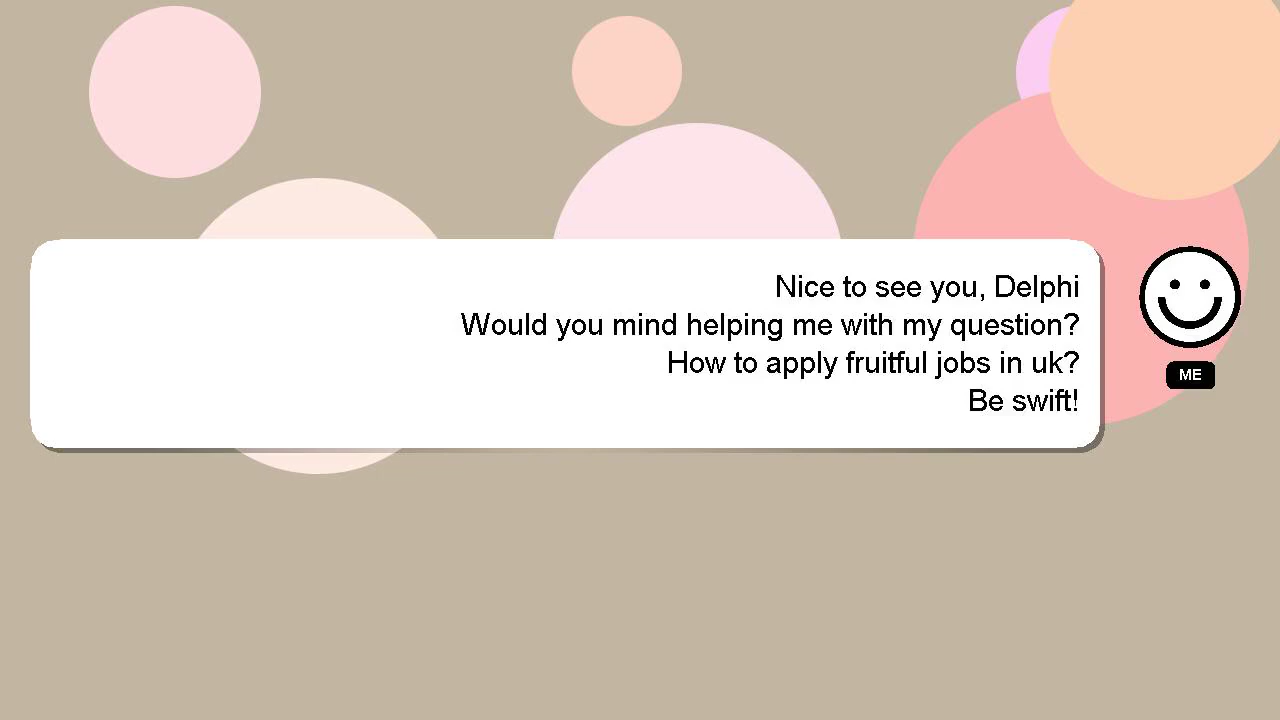 Nice to see you, Delphi
Would you mind helping me with my question?
How to apply fruitful jobs in uk?
Be swift!
ME